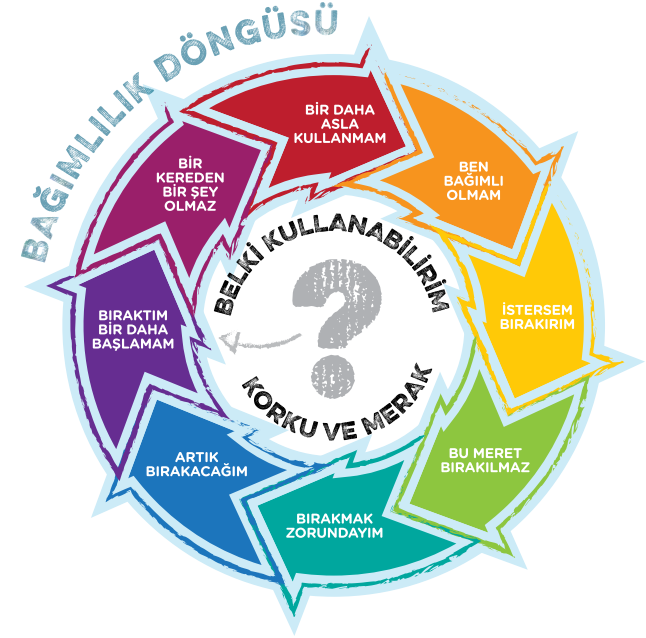 BAĞIMLILIK DÖNGÜSÜ
BİR DAHA
ASLA
KULLANMAM
BEN
BAĞIMLI
OLMAM
İSTERSEM
BIRAKIRIM
BU MERET
BIRAKILMAZ
BIRAKMAK
ZORUNDAYIM
ARTIK
BIRAKACAĞIM
BIRAKTIM
BİR DAHA
BAŞLAMAM
BİR
KEREDEN
BİR ŞEY
OLMAZ
BELKİ KULLANABİLİRİM
?
KORKU VE MERAK